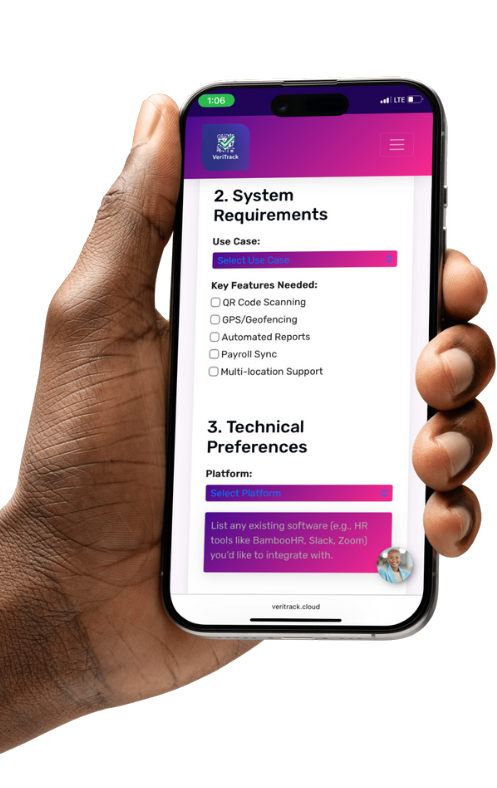 1:06
LTE
VeriTrack
2. System
Requirements
Use Case:
Select Use Case
Key Features Needed:
QR Code Scanning
GPS/Geofencing
Automated Reports
Payroll Sync
Multi-location Support
3. Technical
Preferences
Platform:
Select Platform
List any existing software (e.g., HR
tools like BambooHR, Slack, Zoom)
you'd like to integrate with.
veritrack.cloud